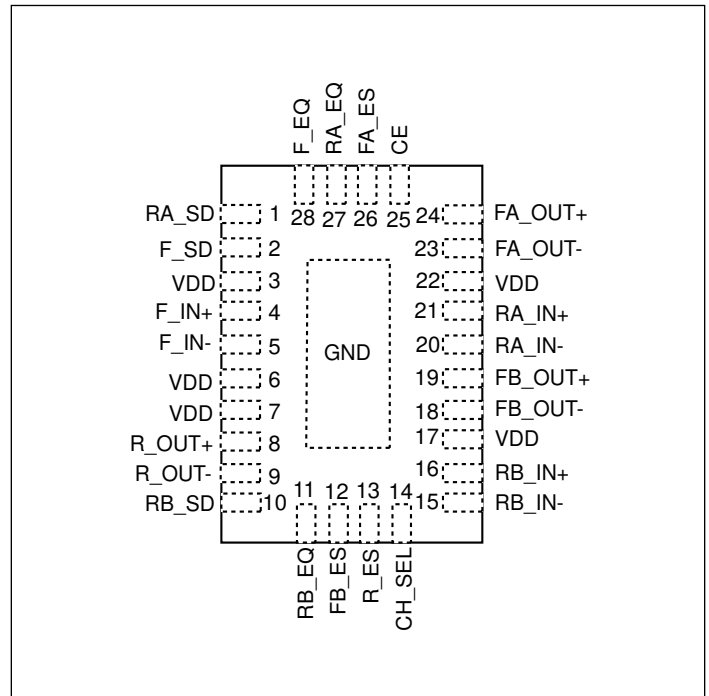 F_EQ
RA_EQ
FA_ES
CE
28 27 26 25
RA_SD 1
F_SD 2
VDD 3
F_IN+ 4
F_IN- 5
VDD 6
VDD 7
R_OUT+ 8
R_OUT- 9
RB_SD 10
GND
24 FA_OUT+
23 FA_OUT-
22 VDD
21 RA_IN+
20 RA_IN-
19 FB_OUT+
18 FB_OUT-
17 VDD
16 RB_IN+
15 RB_IN-
11 12 13 14
RB_EQ
FB_ES
R_ES
CH_SEL